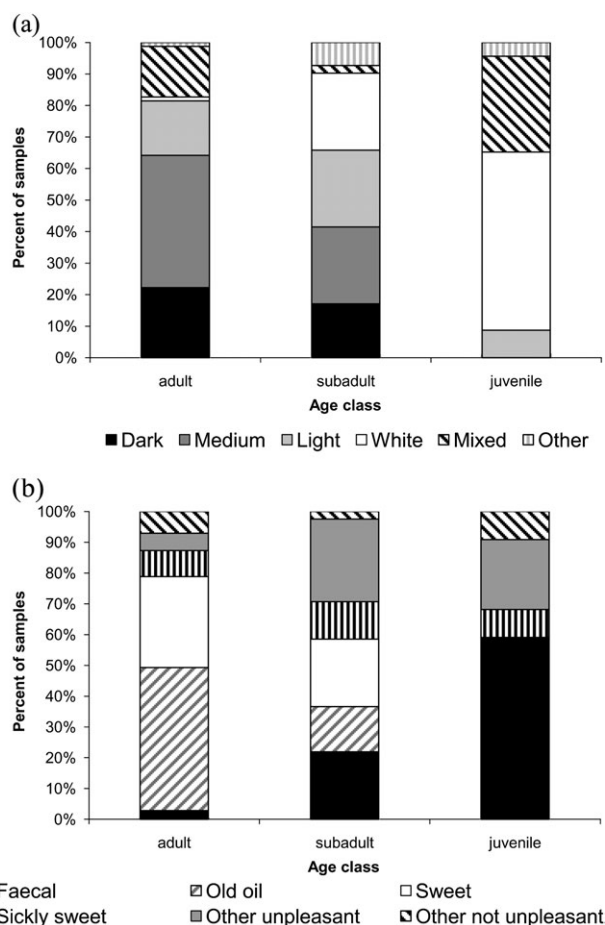 (a)
100%
90%
80%
70%
60%
50%
40%
30%
20%
10%
0%
Percent of samples
adult subadult juvenile
Age class
Dark Medium Light White Mixed Other
(b)
100%
90%
80%
70%
60%
50%
40%
30%
20%
10%
0%
Percent of samples
adult subadult juvenile
Age class
Faecal Old oil Sweet
Sickly sweet Other unpleasant Other not unpleasant